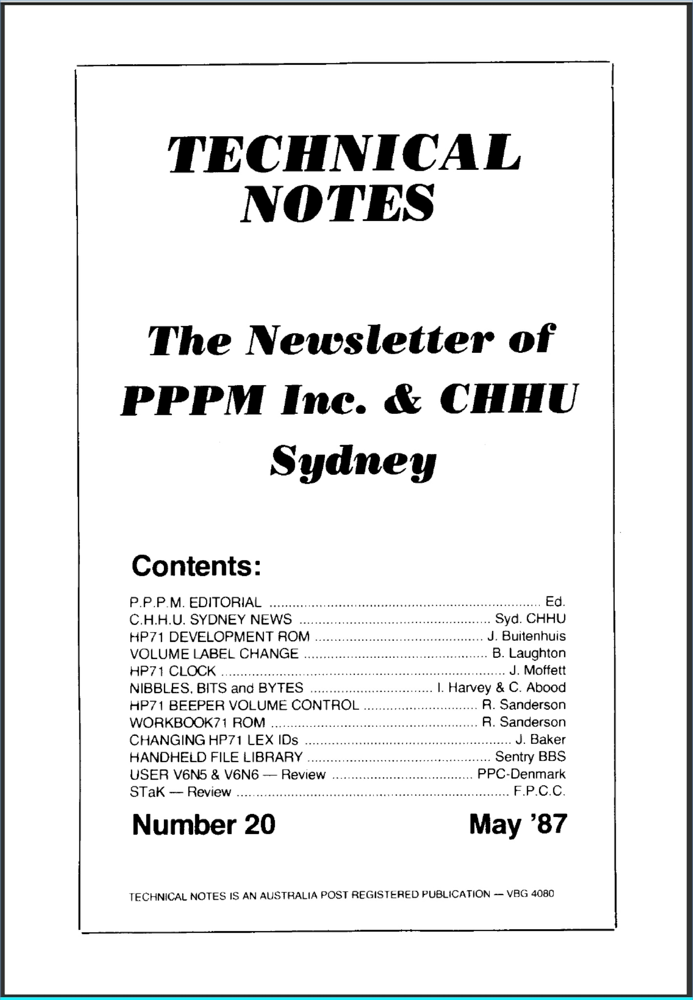 TECHNICAL
NOTES
The Newsletter of
PPPM Inc. & CHHU
Sydney
Contents:
P.P.P.M. EDITORIAL ........................................ Ed.
C.H.H.U. SYDNEY NEWS ........................................ Syd. CHHU
HP71 DEVELOPMENT ROM ........................................ J. Buitenhuis
VOLUME LABEL CHANGE ........................................ B. Laughton
HP71 CLOCK ........................................ J. Moffett
NIBBLES, BITS and BYTES ........................................ I. Harvey & C. Abood
HP71 BEEPER VOLUME CONTROL ........................................ R. Sanderson
WORKBOOK71 ROM ........................................ R. Sanderson
CHANGING HP71 LEX IDs ........................................ J. Baker
HANDHELD FILE LIBRARY ........................................ Sentry BBS
USER V6N5 & V6N6 — Review ........................................ PPC-Denmark
STaK — Review ........................................ F.P.C.C.
Number 20 May '87
TECHNICAL NOTES IS AN AUSTRALIA POST REGISTERED PUBLICATION — VBG 4080